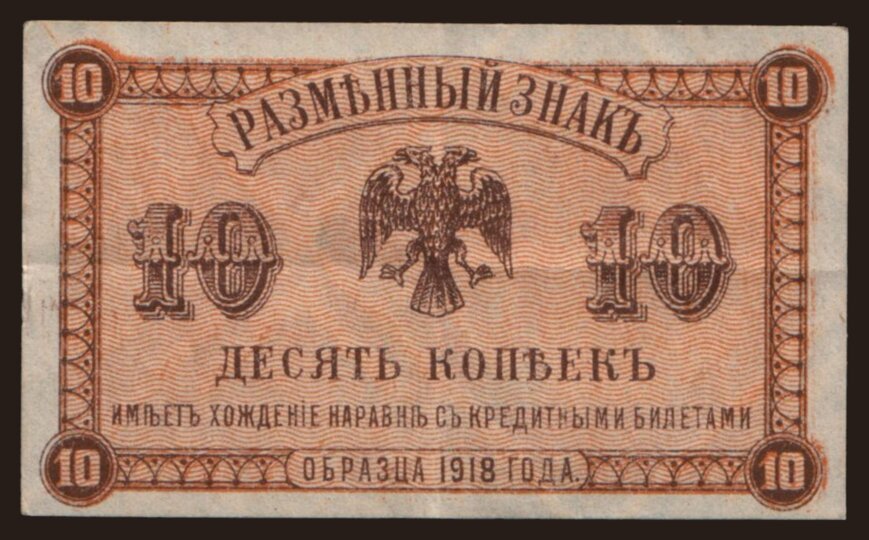 10 10
РАЗМѢННЫЙ ЗНАКЪ
10 10
ДЕСЯТЬ КОПѢЕКЪ
ИМѢЕТЪ ХОЖДЕНІЕ НАРАВНѢ СЪ КРЕДИТНЫМИ БИЛЕТАМИ
10 ОБРАЗЦА 1918 ГОДА. 10